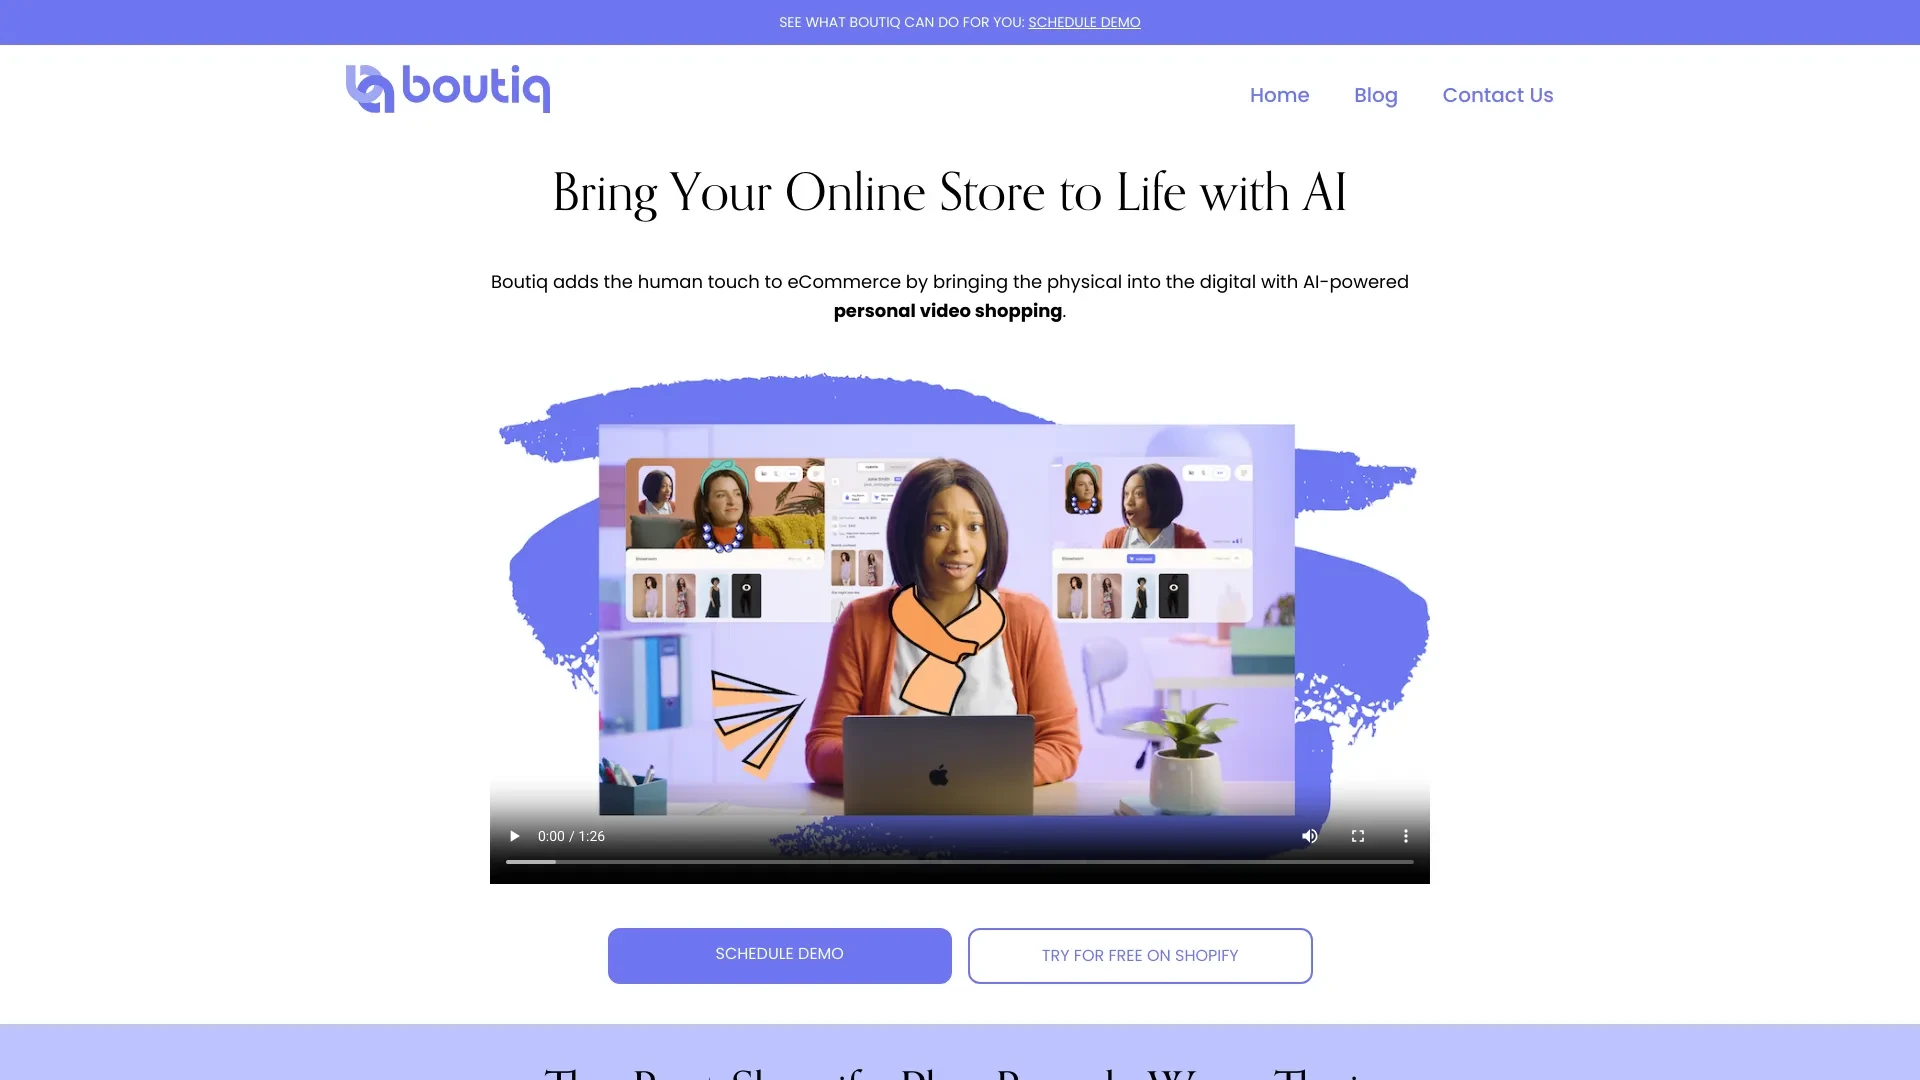 SEE WHAT BOUTIQ CAN DO FOR YOU: SCHEDULE DEMO
boutiq
Home
Blog
Contact Us
Bring Your Online Store to Life with AI
Boutiq adds the human touch to eCommerce by bringing the physical into the digital with AI-powered
personal video shopping.
Showroom
Showroom
0:00 / 1:26
SCHEDULE DEMO
TRY FOR FREE ON SHOPIFY